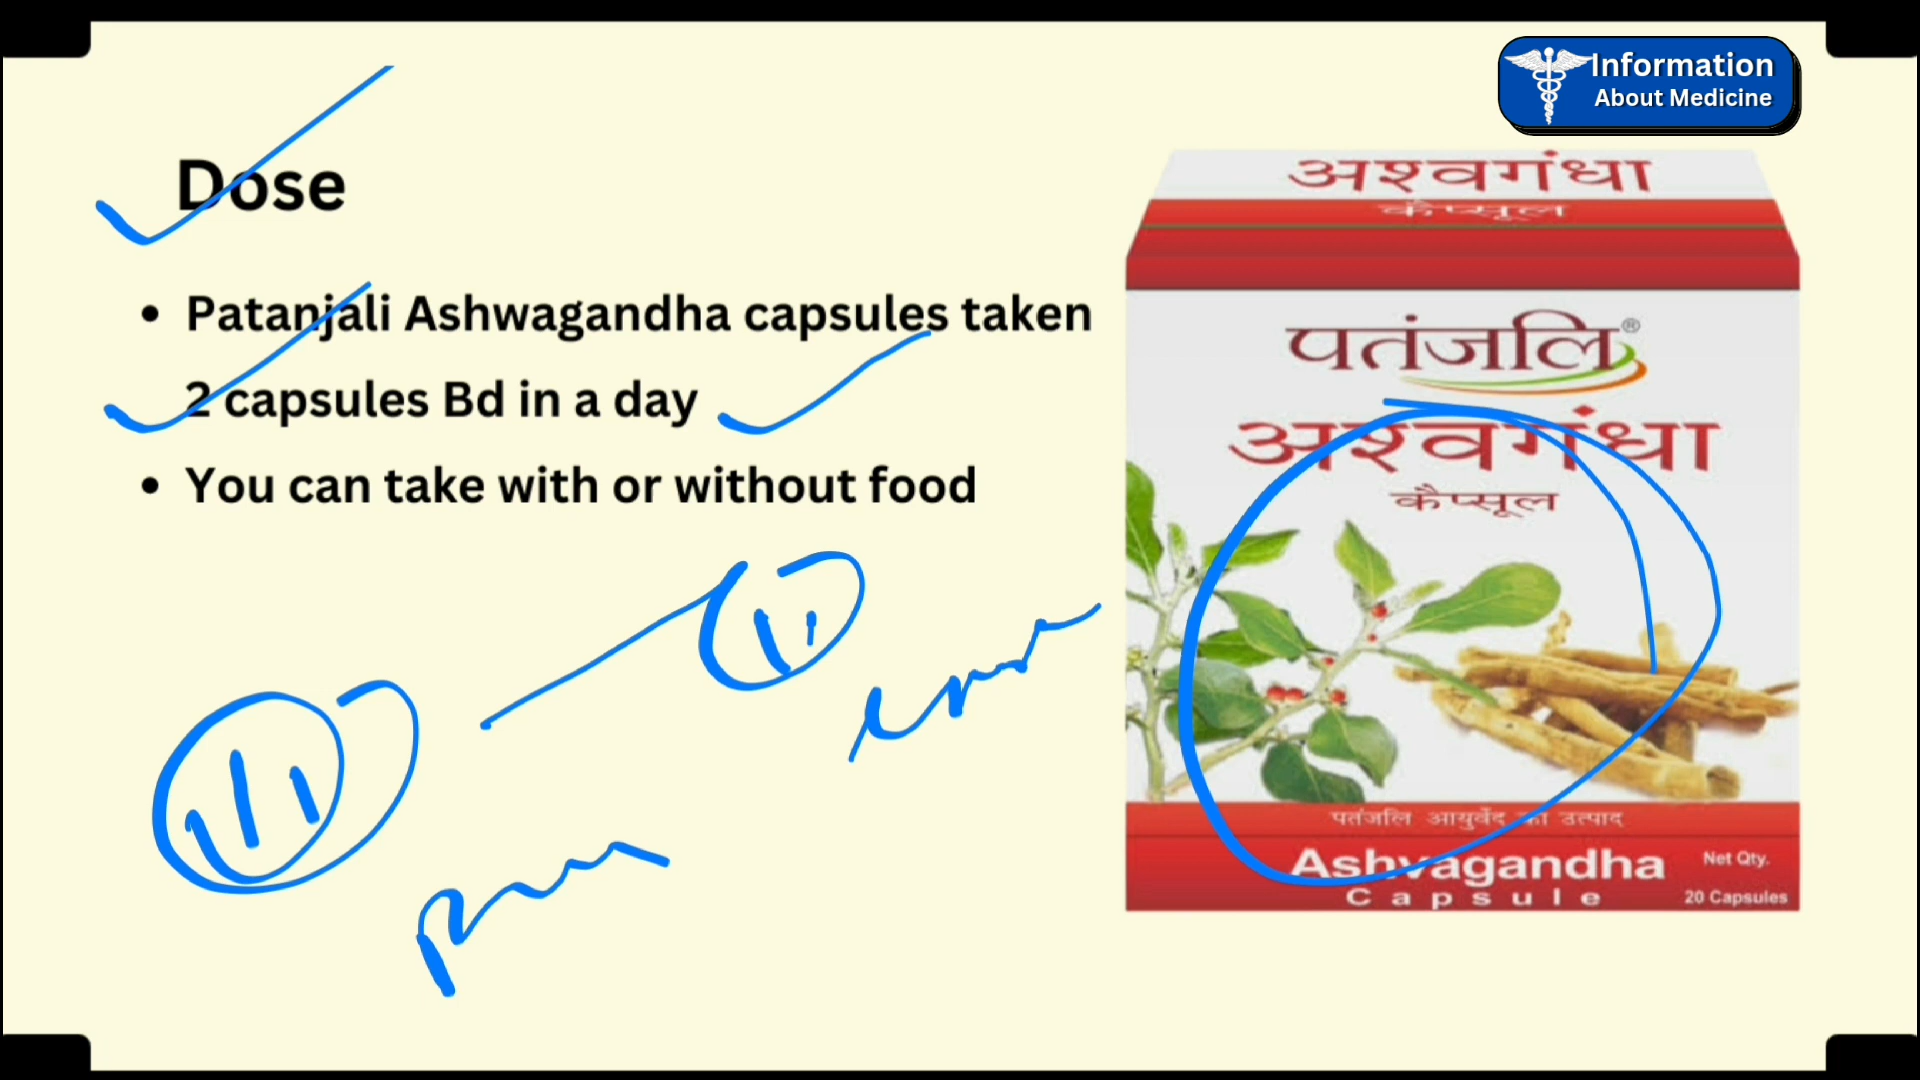 Information
About Medicine
Dose
• Patanjali Ashwagandha capsules taken
2 capsules Bd in a day
• You can take with or without food
अश्वगंधा
कैप्सूल
पतंजलि®
अश्वगंधा
कैप्सूल
पतंजलि आयुर्वेद का उत्पाद
Ashvagandha
Capsule
Net Qty.
20 Capsules